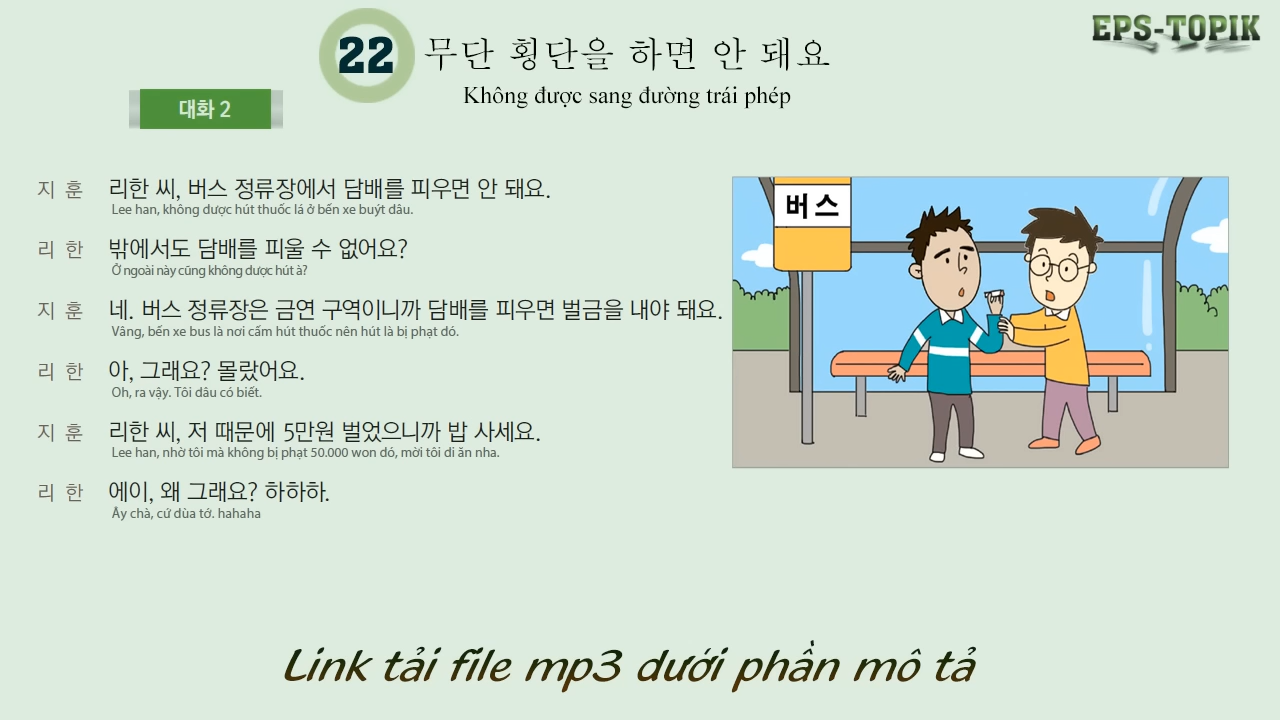 EPS-TOPIK
22 무단 횡단을 하면 안 돼요
Không được sang đường trái phép
대화 2
지 훈 리한 씨, 버스 정류장에서 담배를 피우면 안 돼요.
Lee han, không được hút thuốc lá ở bến xe buýt đâu.
리 한 밖에서도 담배를 피울 수 없어요?
Ở ngoài này cũng không được hút à?
지 훈 네. 버스 정류장은 금연 구역이니까 담배를 피우면 벌금을 내야 돼요.
Vâng, bến xe bus là nơi cấm hút thuốc nên hút là bị phạt đó.
리 한 아, 그래요? 몰랐어요.
Oh, ra vậy. Tôi đâu có biết.
지 훈 리한 씨, 저 때문에 5만원 벌었으니까 밥 사세요.
Lee han, nhờ tôi mà không bị phạt 50.000 won đó, mời tôi đi ăn nha.
리 한 에이, 왜 그래요? 하하하.
Ây chà, cứ đùa tớ. hahaha
버스
Link tải file mp3 dưới phần mô tả